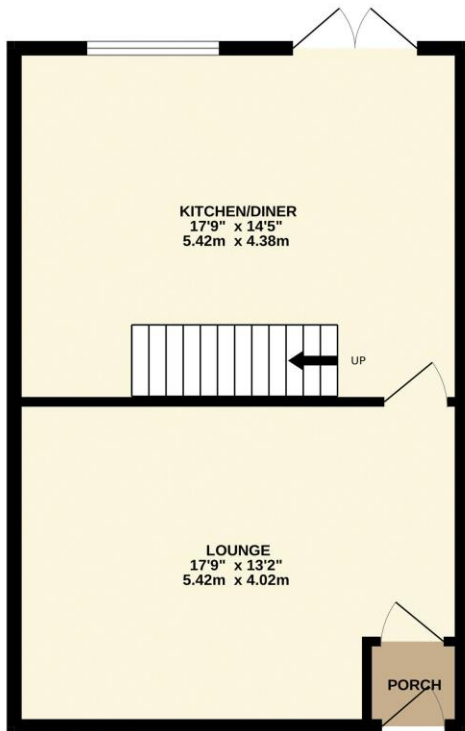 KITCHEN/DINER
17'9" x 14'5"
5.42m x 4.38m
UP
LOUNGE
17'9" x 13'2"
5.42m x 4.02m
PORCH